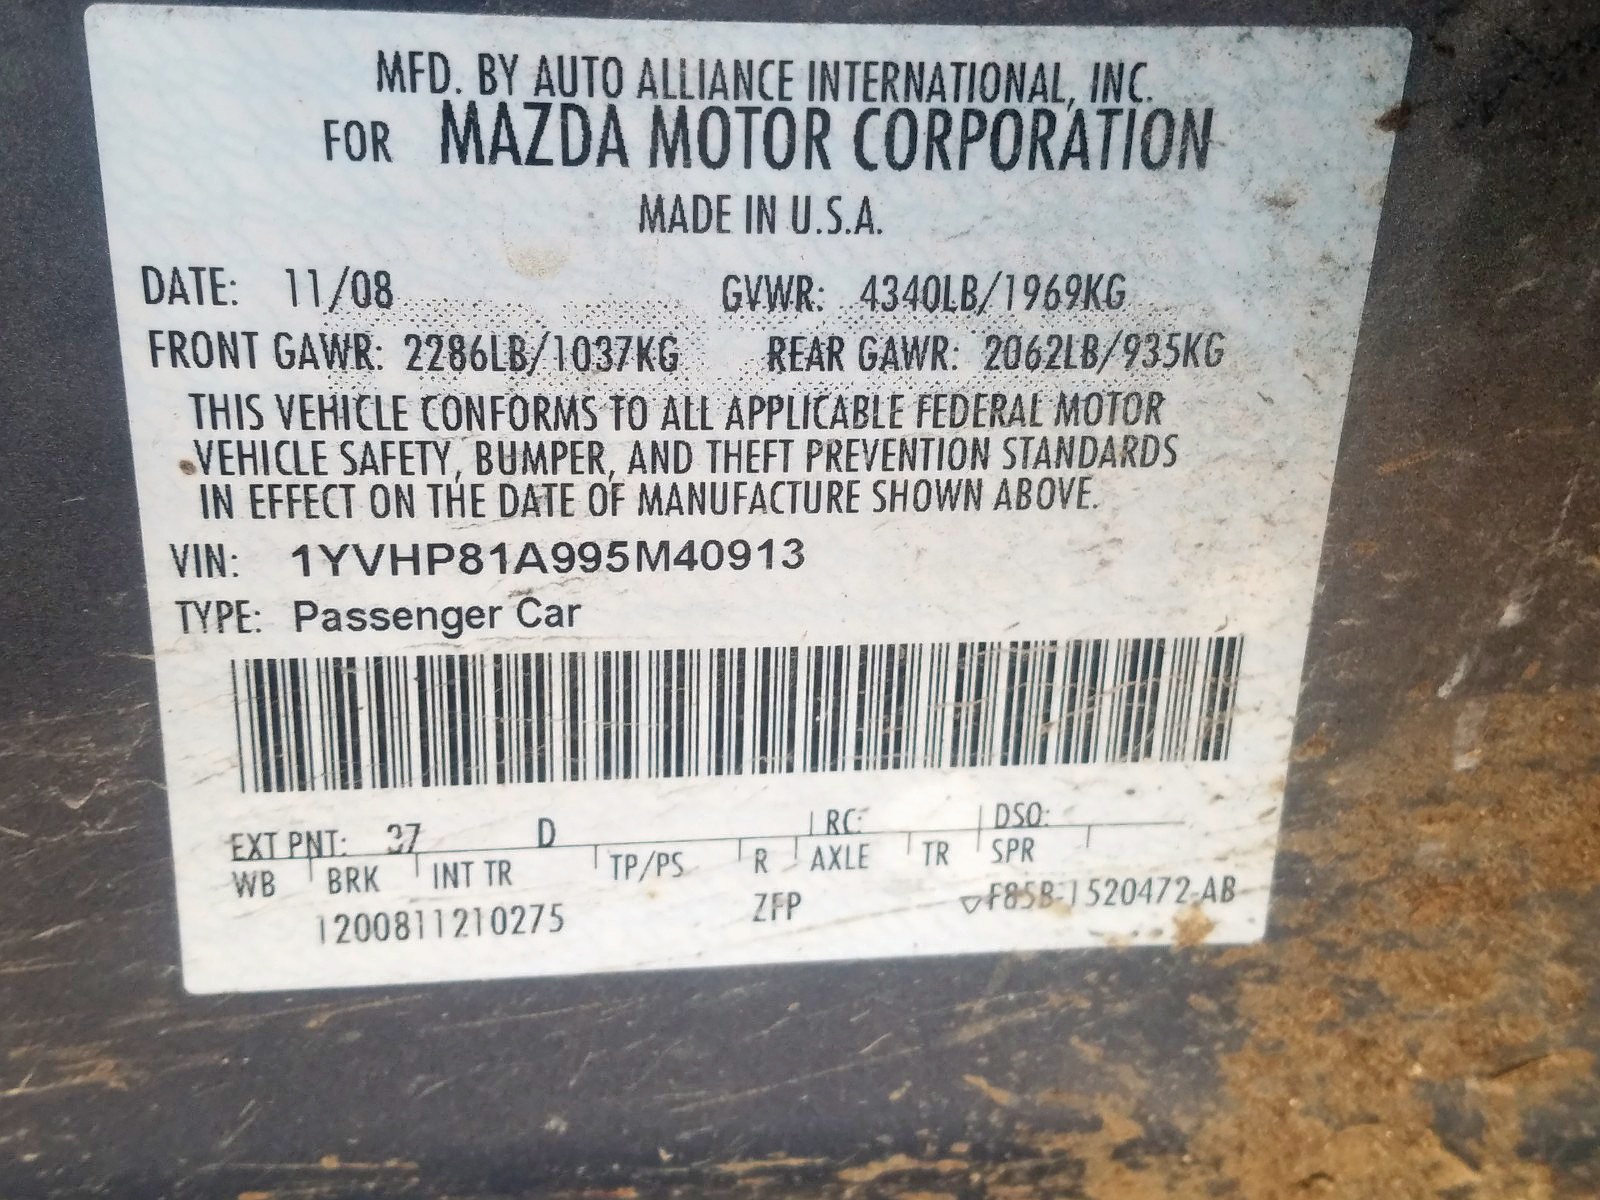 MFD. BY AUTO ALLIANCE INTERNATIONAL, INC.
FOR MAZDA MOTOR CORPORATION
MADE IN U.S.A.
DATE: 11/08 GVWR: 4340LB/1969KG
FRONT GAWR: 2286LB/1037KG REAR GAWR: 2062LB/935KG
THIS VEHICLE CONFORMS TO ALL APPLICABLE FEDERAL MOTOR
VEHICLE SAFETY, BUMPER, AND THEFT PREVENTION STANDARDS
IN EFFECT ON THE DATE OF MANUFACTURE SHOWN ABOVE.
VIN: 1YVHP81A995M40913
TYPE: Passenger Car
EXT PNT: 37 D RC: DSO:
WB BRK INT TR TP/PS R AXLE TR SPR
1200811210275 ZFP F85B-1520472-AB